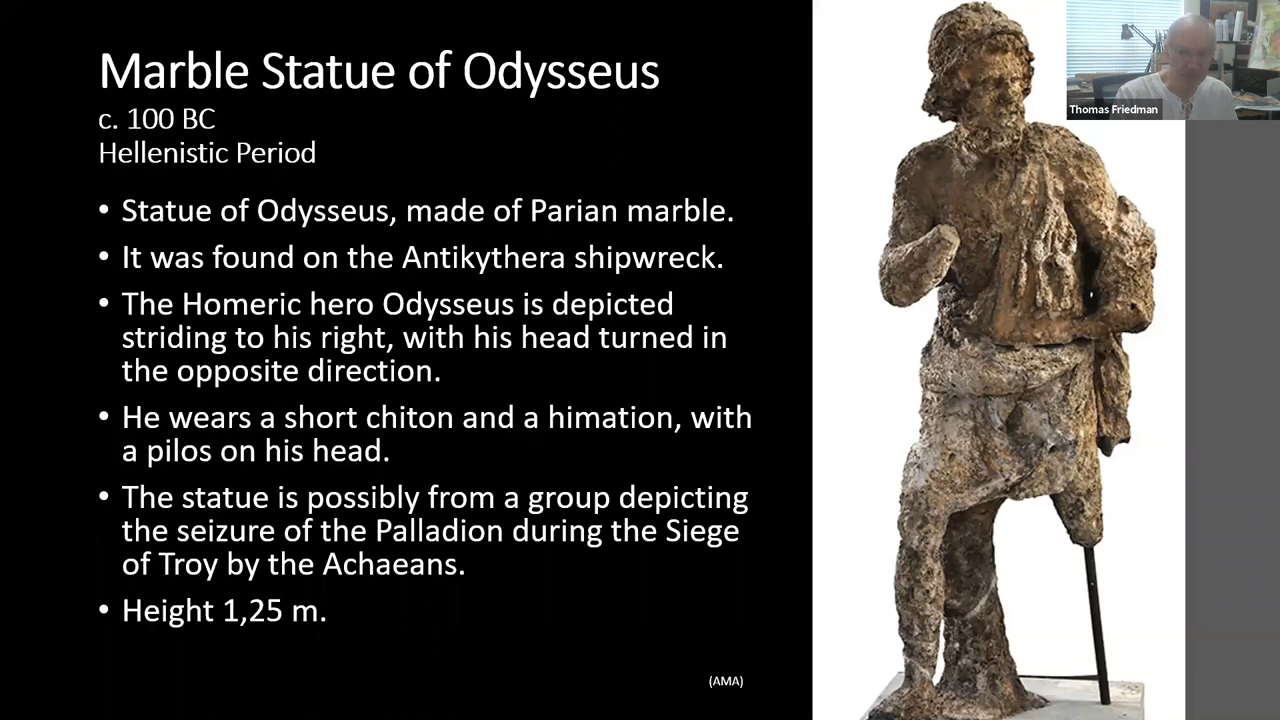 Marble Statue of Odysseus
c. 100 BC
Hellenistic Period
• Statue of Odysseus, made of Parian marble.
• It was found on the Antikythera shipwreck.
• The Homeric hero Odysseus is depicted
striding to his right, with his head turned in
the opposite direction.
• He wears a short chiton and a himation, with
a pilos on his head.
• The statue is possibly from a group depicting
the seizure of the Palladion during the Siege
of Troy by the Achaeans.
• Height 1,25 m.
(AMA)
Thomas Friedman